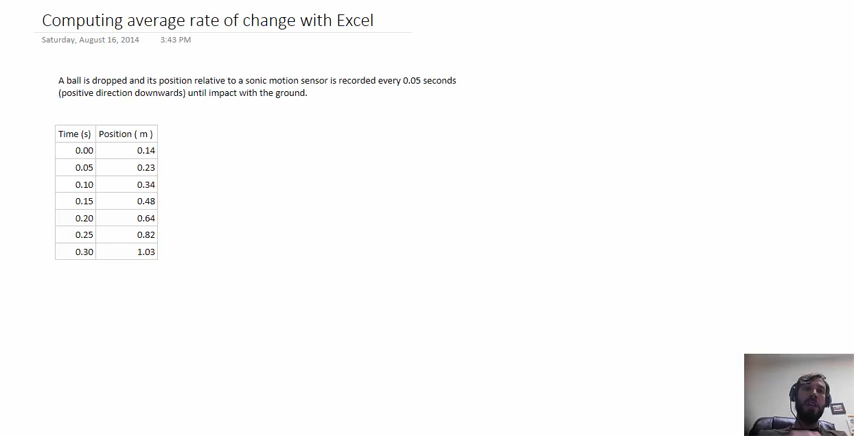 Computing average rate of change with Excel
Saturday, August 16, 2014 3:43 PM
A ball is dropped and its position relative to a sonic motion sensor is recorded every 0.05 seconds
(positive direction downwards) until impact with the ground.
Time (s) Position ( m )
0.00 0.14
0.05 0.23
0.10 0.34
0.15 0.48
0.20 0.64
0.25 0.82
0.30 1.03